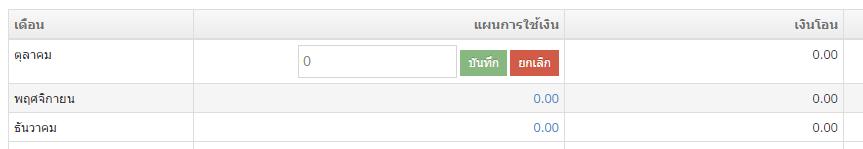 เดือน แผนการใช้เงิน เงินโอน
ตุลาคม 0 บันทึก ยกเลิก 0.00
พฤศจิกายน 0.00 0.00
ธันวาคม 0.00 0.00